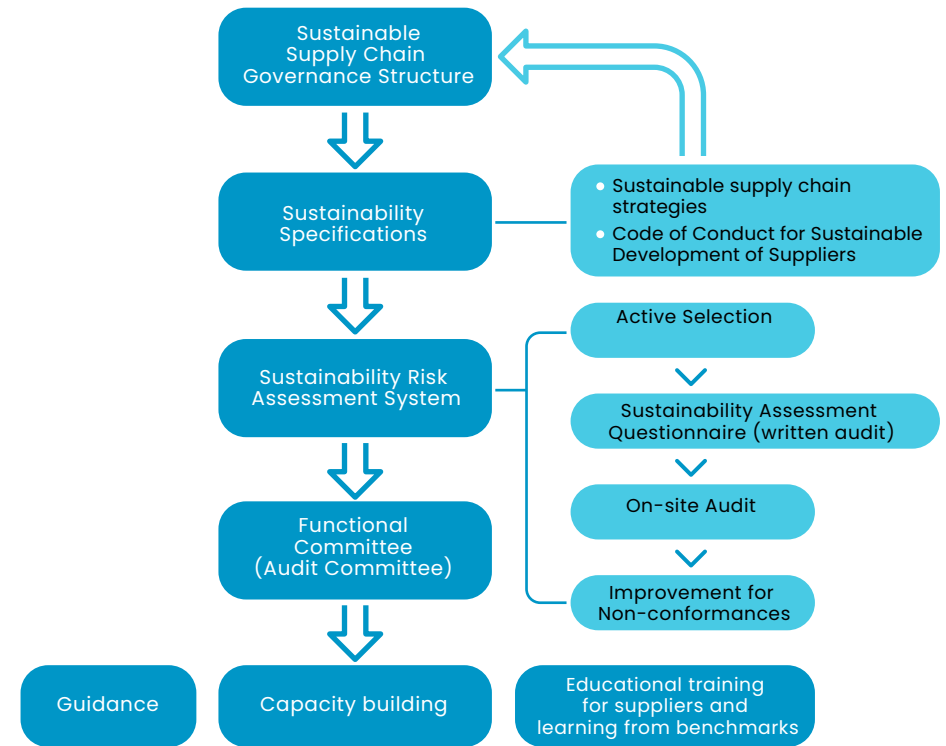 Sustainable
Supply Chain
Governance Structure
Sustainability
Specifications
• Sustainable supply chain
strategies
• Code of Conduct for Sustainable
Development of Suppliers
Sustainability Risk
Assessment System
Active Selection
Sustainability Assessment
Questionnaire (written audit)
On-site Audit
Improvement for
Non-conformances
Functional
Committee
(Audit Committee)
Guidance
Capacity building
Educational training
for suppliers and
learning from benchmarks